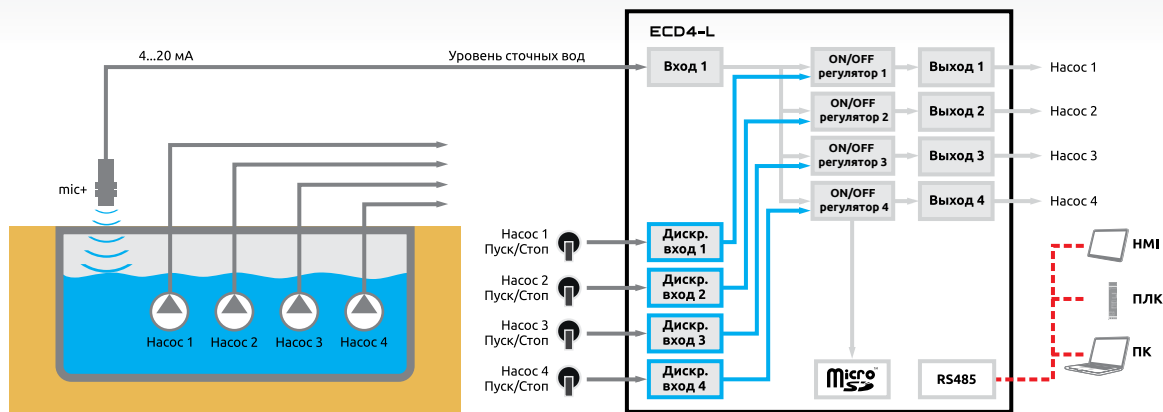 ECD4-L
4...20 мА
Уровень сточных вод
Вход 1
ON/OFF
регулятор 1
Выход 1
Насос 1
ON/OFF
регулятор 2
Выход 2
Насос 2
ON/OFF
регулятор 3
Выход 3
Насос 3
ON/OFF
регулятор 4
Выход 4
Насос 4
mic+
Насос 1
Пуск/Стоп
Дискр.
вход 1
Насос 2
Пуск/Стоп
Дискр.
вход 2
Насос 3
Пуск/Стоп
Дискр.
вход 3
Насос 4
Пуск/Стоп
Дискр.
вход 4
Насос 1
Насос 2
Насос 3
Насос 4
HMI
ПЛК
ПК
Micro
SD
RS485